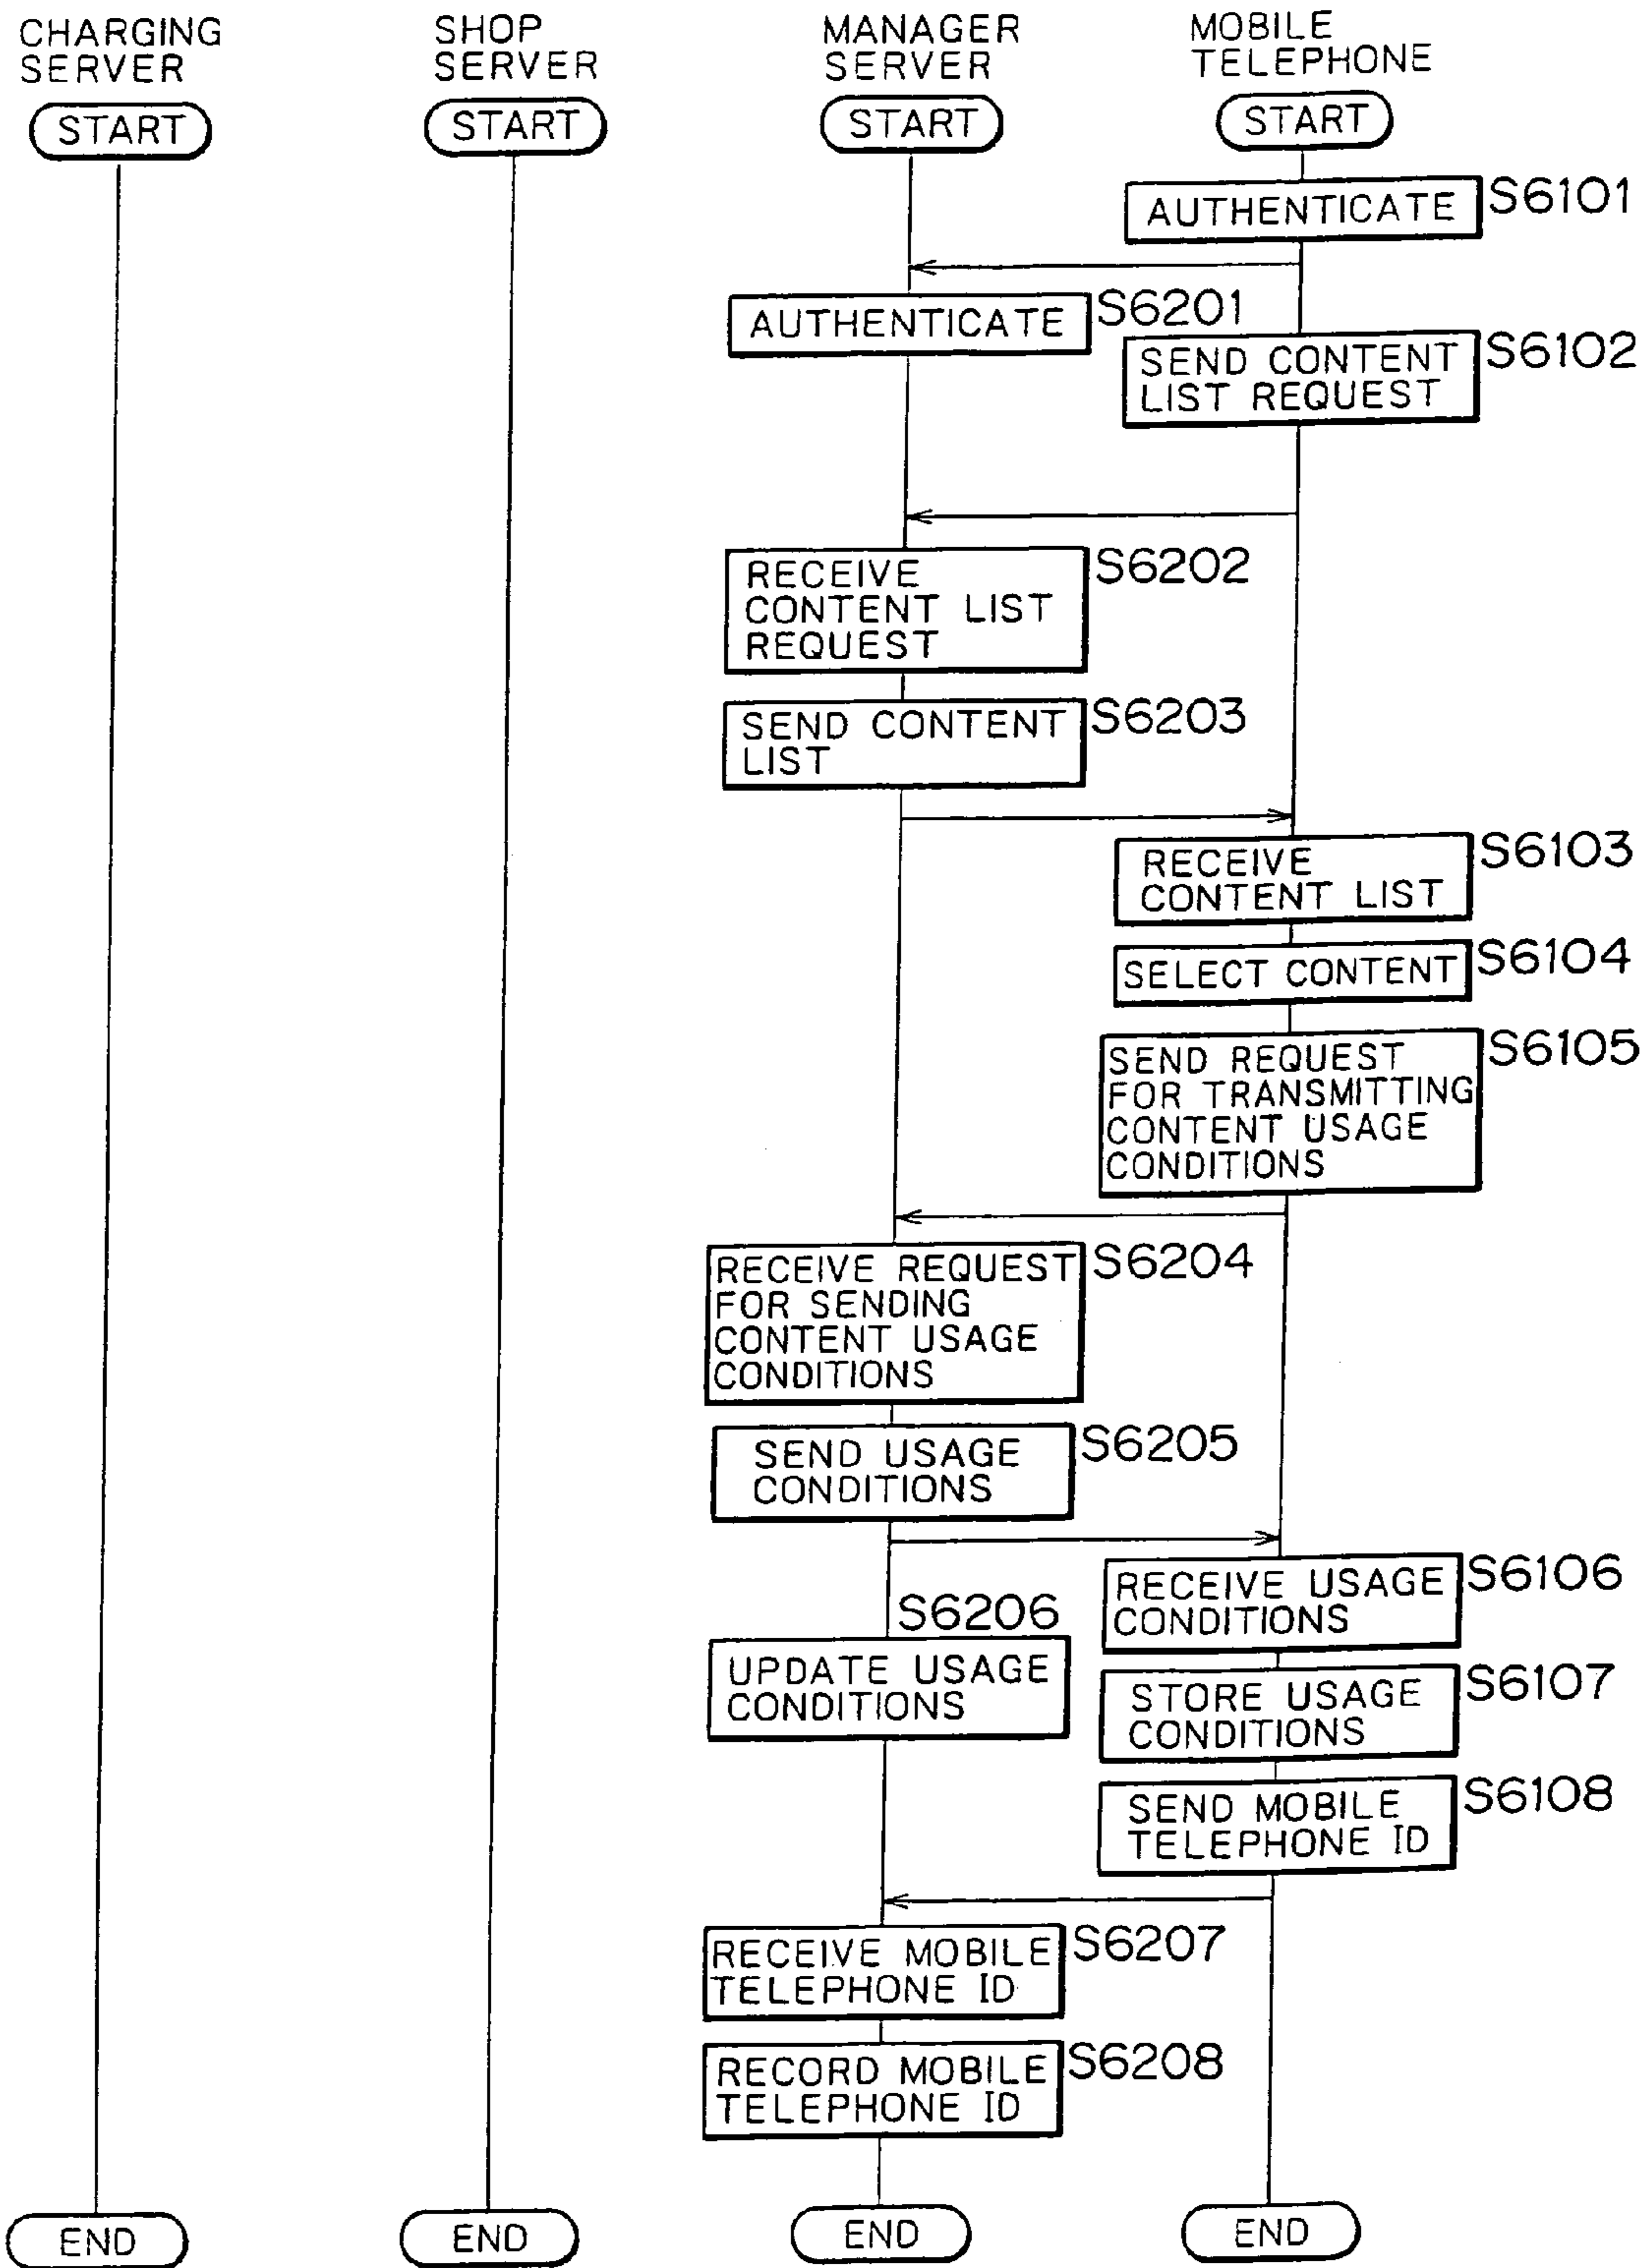 CHARGING
SERVER
SHOP
SERVER
MANAGER
SERVER
MOBILE
TELEPHONE
START
START
START
START
AUTHENTICATE
S6101
AUTHENTICATE
S6201
SEND CONTENT
LIST REQUEST
S6102
RECEIVE
CONTENT LIST
REQUEST
S6202
SEND CONTENT
LIST
S6203
RECEIVE
CONTENT LIST
S6103
SELECT CONTENT
S6104
SEND REQUEST
FOR TRANSMITTING
CONTENT USAGE
CONDITIONS
S6105
RECEIVE REQUEST
FOR SENDING
CONTENT USAGE
CONDITIONS
S6204
SEND USAGE
CONDITIONS
S6205
RECEIVE USAGE
CONDITIONS
S6106
S6206
UPDATE USAGE
CONDITIONS
STORE USAGE
CONDITIONS
S6107
SEND MOBILE
TELEPHONE ID
S6108
RECEIVE MOBILE
TELEPHONE ID
S6207
RECORD MOBILE
TELEPHONE ID
S6208
END
END
END
END